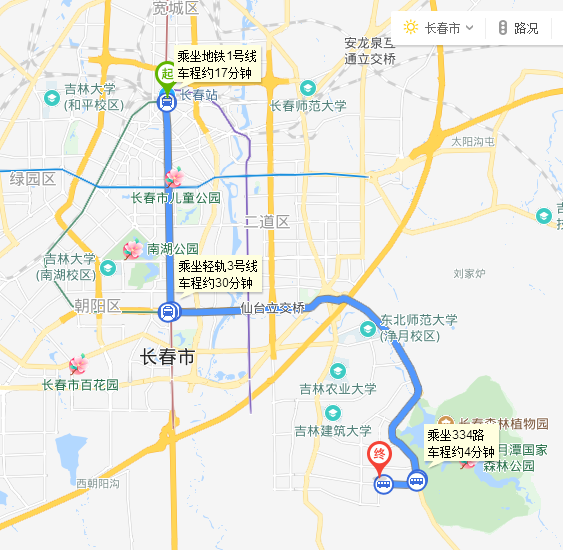 宽城区
长春市
路况
安龙泉互
通立交桥
乘坐地铁1号线
车程约17分钟
起
长春站
吉林大学
(和平校区)
长春师范大学
太阳沟屯
绿园区
长春市儿童公园
二道区
吉
南湖公园
吉林大学
(南湖校区)
乘坐轻轨3号线
车程约30分钟
刘家炉
朝阳区
仙台立交桥
东北师范大学
(净月校区)
长春市
长春市百花园
吉林农业大学
吉林建筑大学
长春森林植物园
乘坐334路
车程约4分钟
月潭国家
森林公园
终
西朝阳沟